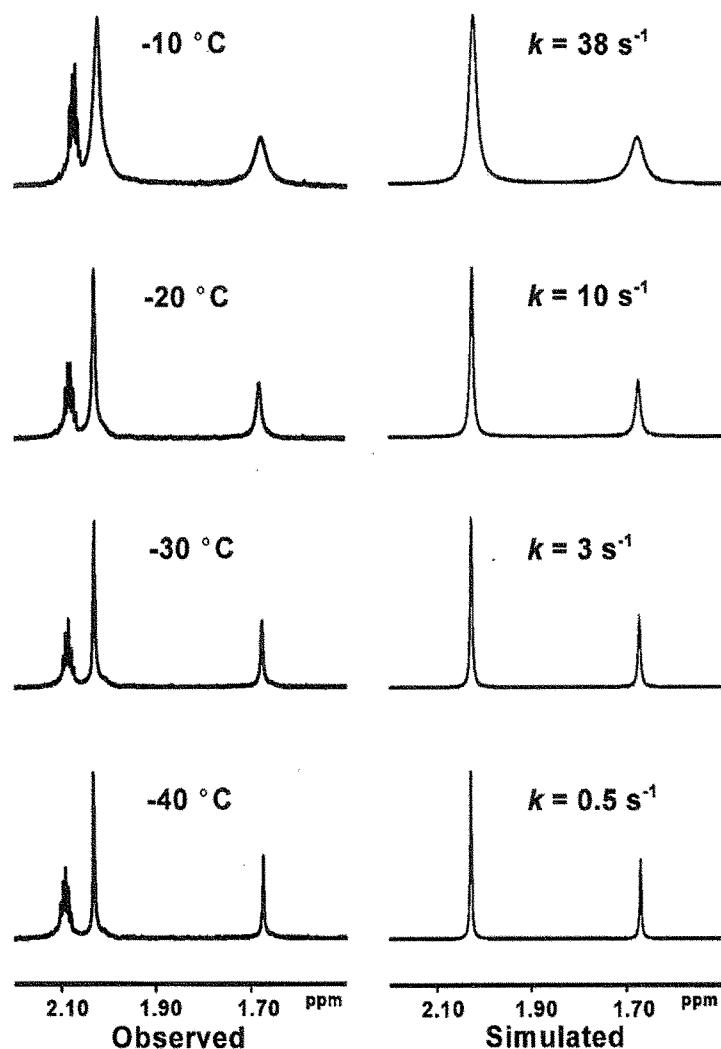 -10 °C
k = 38 s-1
-20 °C
k = 10 s-1
-30 °C
k = 3 s-1
-40 °C
k = 0.5 s-1
2.10 1.90 1.70 ppm
2.10 1.90 1.70 ppm
Observed
Simulated